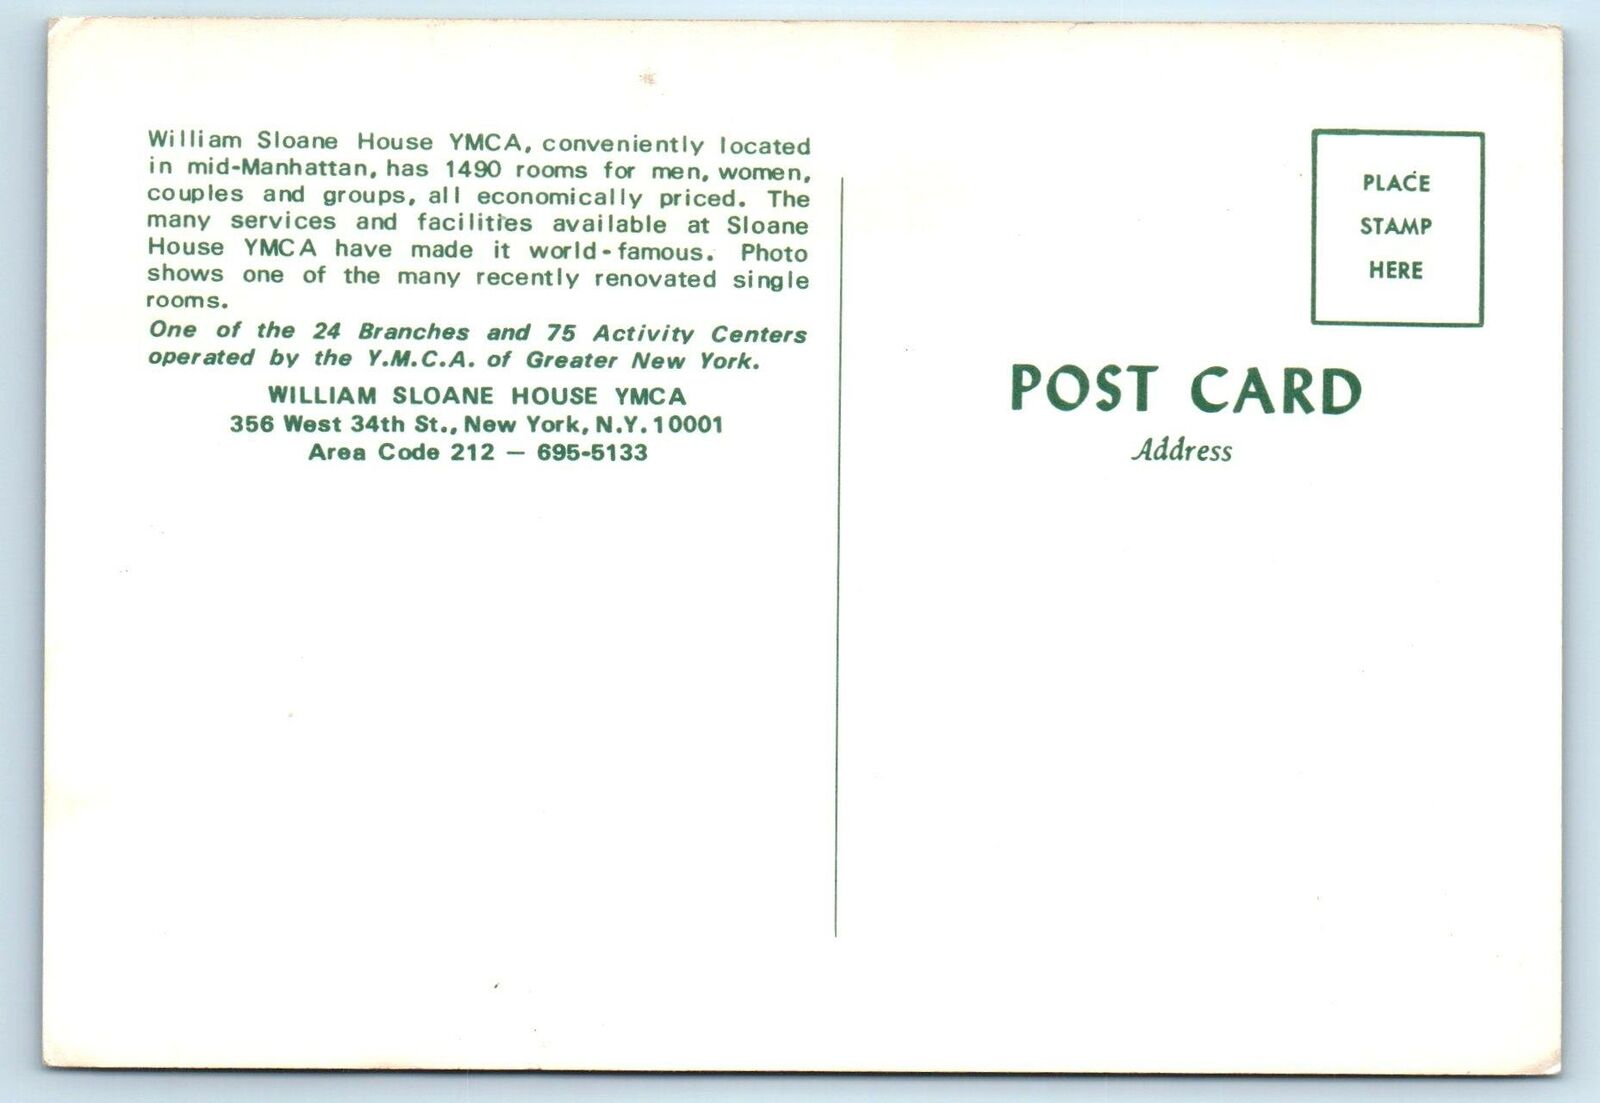 William Sloane House YMCA, conveniently located
in mid-Manhattan, has 1490 rooms for men, women,
couples and groups, all economically priced. The
many services and facilities available at Sloane
House YMCA have made it world-famous. Photo
shows one of the many recently renovated single
rooms.
One of the 24 Branches and 75 Activity Centers
operated by the Y.M.C.A. of Greater New York.
WILLIAM SLOANE HOUSE YMCA
356 West 34th St., New York, N.Y. 10001
Area Code 212 — 695-5133
PLACE
STAMP
HERE
POST CARD
Address